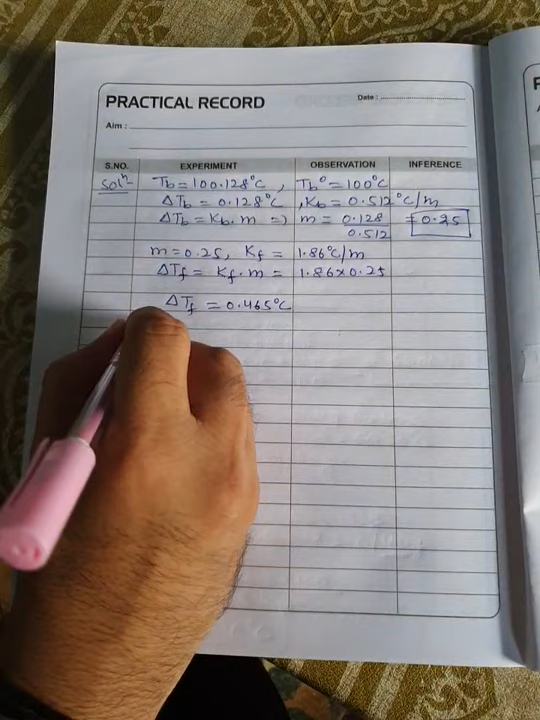 PRACTICAL RECORD
Date :
Aim :
S.NO. EXPERIMENT OBSERVATION INFERENCE
Solⁿ- Tb = 100.128°C , Tb° = 100°C
ΔTb = 0.128°C , Kb = 0.512°C/m
ΔTb = Kb. m => m = 0.128 = 0.25
0.512
m = 0.25, Kf = 1.86°C/m
ΔTf = Kf. m = 1.86 x 0.25
ΔTf = 0.465°C